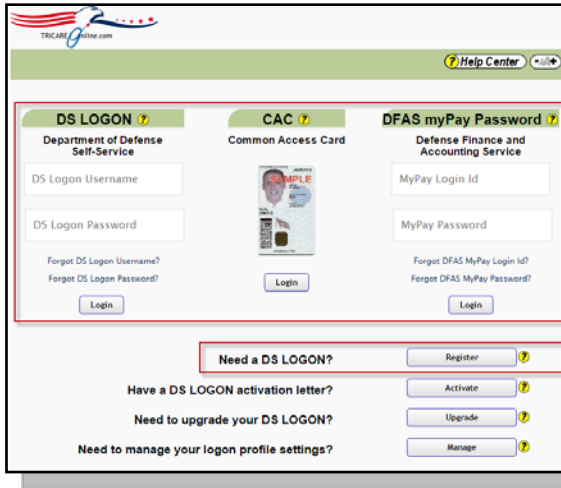 TRICARE Online.com
Help Center
DS LOGON
Department of Defense
Self-Service
DS Logon Username
DS Logon Password
Forgot DS Logon Username?
Forgot DS Logon Password?
Login
CAC
Common Access Card
SAMPLE
Login
DFAS myPay Password
Defense Finance and
Accounting Service
MyPay Login Id
MyPay Password
Forgot DFAS MyPay Login Id?
Forgot DFAS MyPay Password?
Login
Need a DS LOGON? Register
Have a DS LOGON activation letter? Activate
Need to upgrade your DS LOGON? Upgrade
Need to manage your logon profile settings? Manage